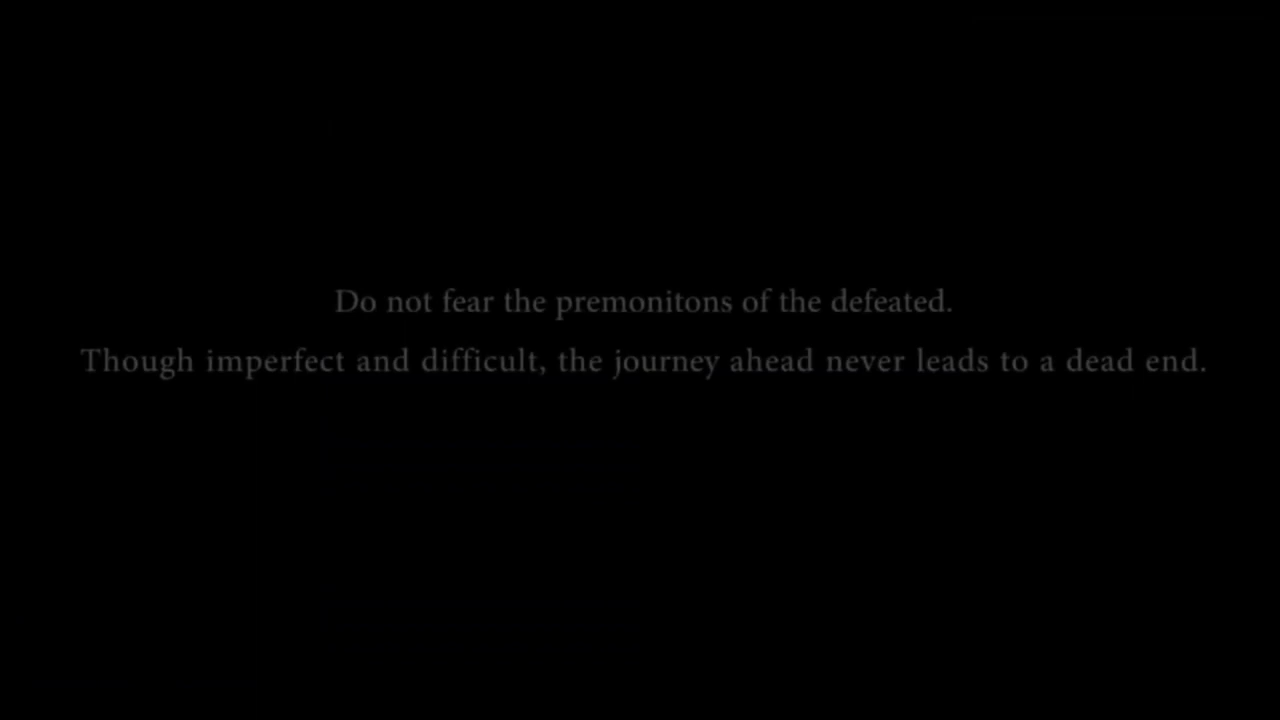 Do not fear the premonitons of the defeated.
Though imperfect and difficult, the journey ahead never leads to a dead end.